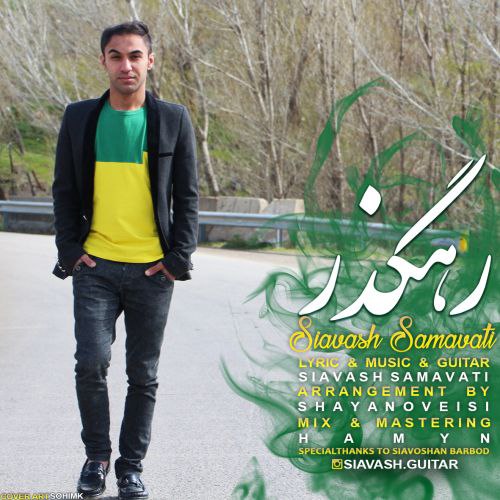 رهگذر
Siavash Samavati
LYRIC & MUSIC & GUITAR
SIAVASH SAMAVATI
ARRANGEMENT BY
SHAYANOVEISI
MIX & MASTERING
HAMYN
SPECIALTHANKS TO SIAVOSHAN BARBOD
SIAVASH.GUITAR
COVER ART SOHIMK